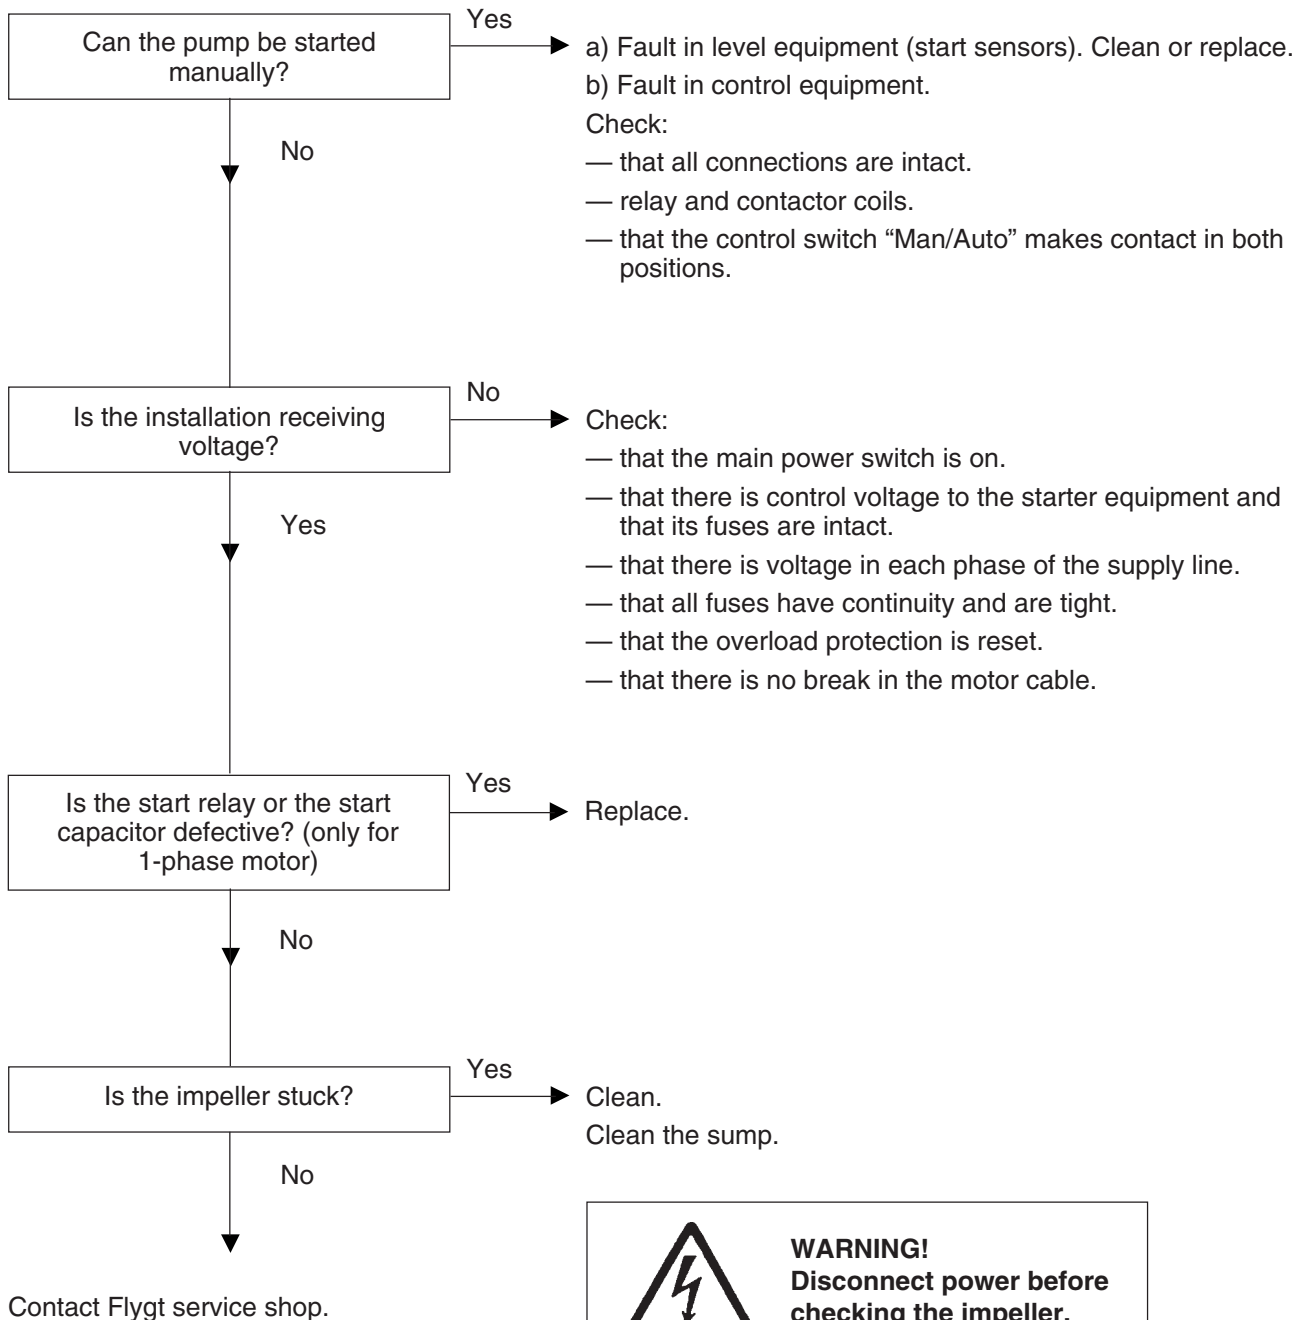 Can the pump be started
manually?
Yes
a) Fault in level equipment (start sensors). Clean or replace.
b) Fault in control equipment.
Check:
— that all connections are intact.
— relay and contactor coils.
— that the control switch “Man/Auto” makes contact in both
positions.
No
Is the installation receiving
voltage?
No
Check:
— that the main power switch is on.
— that there is control voltage to the starter equipment and
that its fuses are intact.
— that there is voltage in each phase of the supply line.
— that all fuses have continuity and are tight.
— that the overload protection is reset.
— that there is no break in the motor cable.
Yes
Is the start relay or the start
capacitor defective? (only for
1-phase motor)
Yes
Replace.
No
Is the impeller stuck?
Yes
Clean.
Clean the sump.
No
Contact Flygt service shop.
WARNING!
Disconnect power before
checking the impeller.